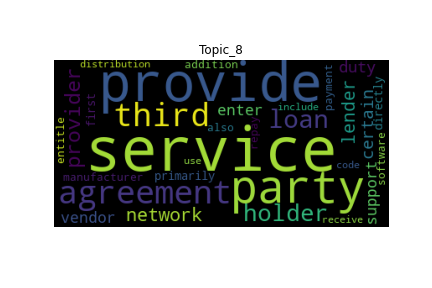 Topic_8
distribution addition
provide
duty
payment
provider
first
third
enter
include
loan
lender
certain
directly
also
repay
entitle
service
software
use
code
manufacturer primarily
agreement
party
support
vendor
network
holder
receive